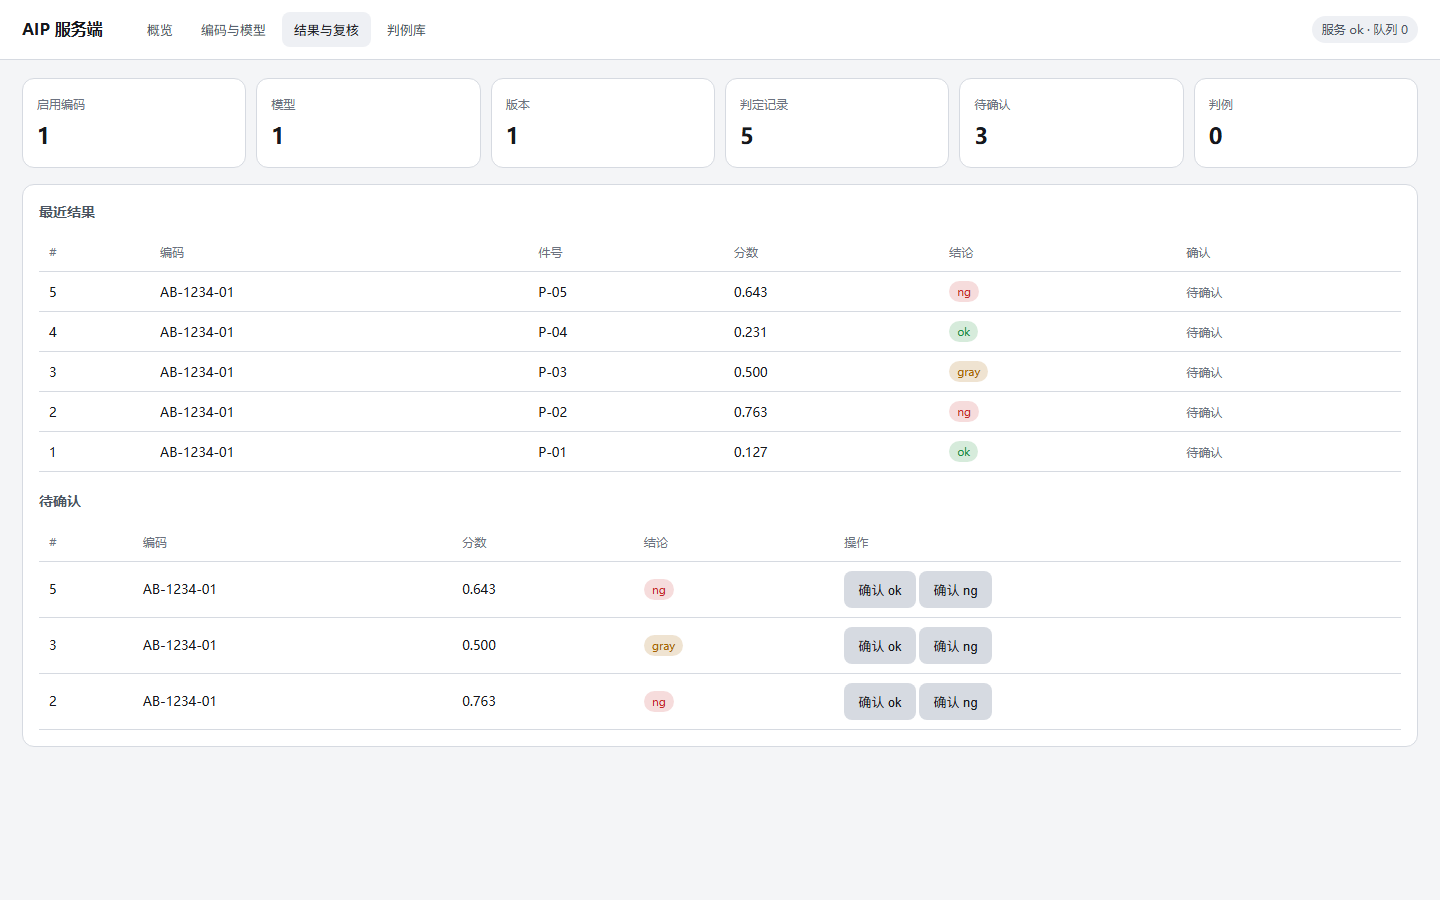 AIP 服务端 概览 编码与模型 结果与复核 判例库 服务 ok · 队列 0
启用编码 模型 版本 判定记录 待确认 判例
1 1 1 5 3 0
最近结果
# 编码 件号 分数 结论 确认
5 AB-1234-01 P-05 0.643 ng 待确认
4 AB-1234-01 P-04 0.231 ok 待确认
3 AB-1234-01 P-03 0.500 gray 待确认
2 AB-1234-01 P-02 0.763 ng 待确认
1 AB-1234-01 P-01 0.127 ok 待确认
待确认
# 编码 分数 结论 操作
5 AB-1234-01 0.643 ng 确认 ok 确认 ng
3 AB-1234-01 0.500 gray 确认 ok 确认 ng
2 AB-1234-01 0.763 ng 确认 ok 确认 ng